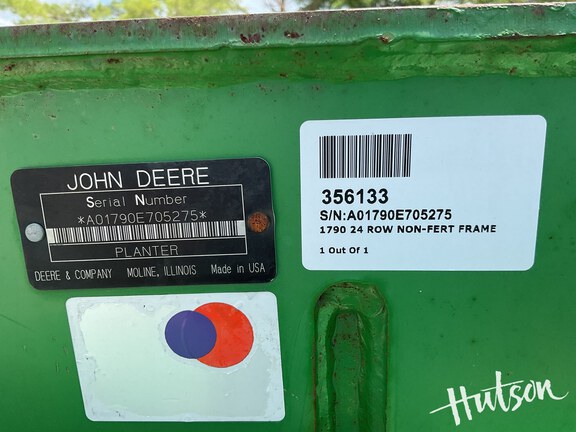 JOHN DEERE
Serial Number
*A01790E705275*
PLANTER
DEERE & COMPANY MOLINE, ILLINOIS Made in USA
356133
S/N:A01790E705275
1790 24 ROW NON-FERT FRAME
1 Out Of 1
Hutson